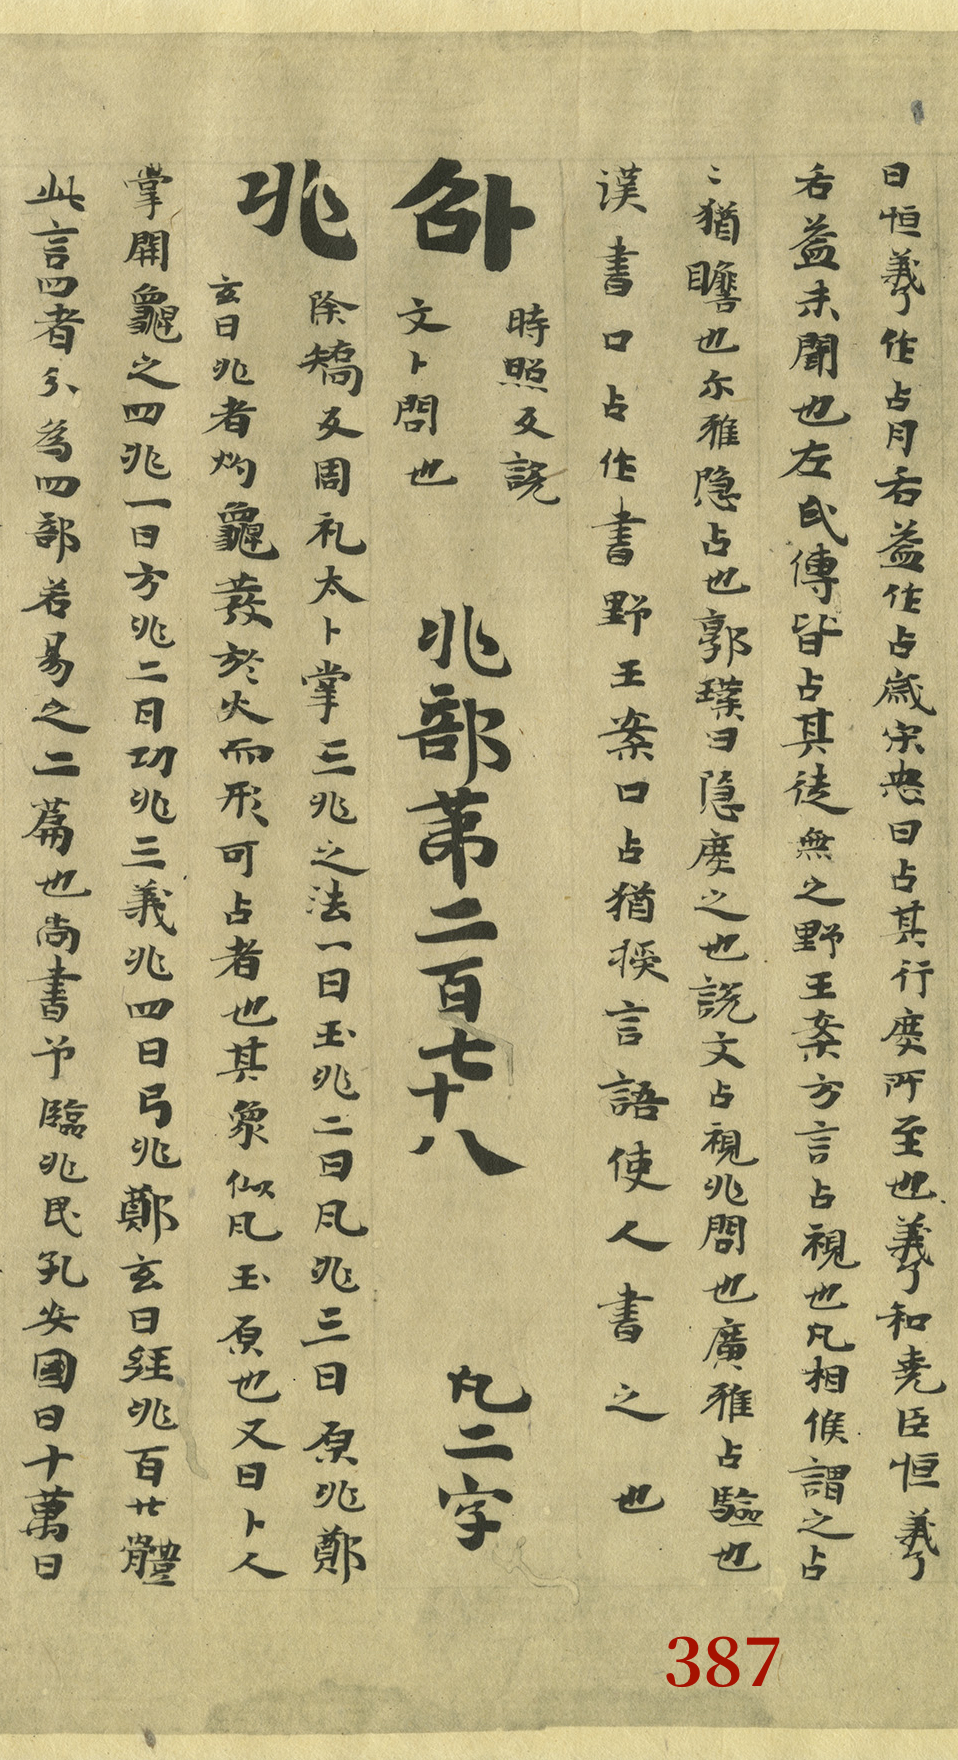 曰恒羲作占月后益作占歳宋忠曰占其行度所至也羲和堯臣恒羲
后益未聞也左氏傳皆占其徒無之野王案方言占視也凡相候謂之占
〻猶瞻也尓雅隠占也郭璞曰隠度之也說文占視兆問也廣雅占驗也
漢書口占作書野王案口占猶授言語使人書之也
卧 時照反說
文卜問也
兆部第二百七十八 凡二字
兆 除矯反周礼太卜掌三兆之法一曰玉兆二曰凡兆三曰原兆鄭
玄曰兆者灼龜發於火而形可占者也其象似凡玉原也又曰卜人
掌開龜之四兆一曰方兆二曰功兆三義兆四曰弓兆鄭玄曰經兆百廿體
此言四者分為四部若易之二篇也尚書予臨兆民孔安國曰十萬曰
387